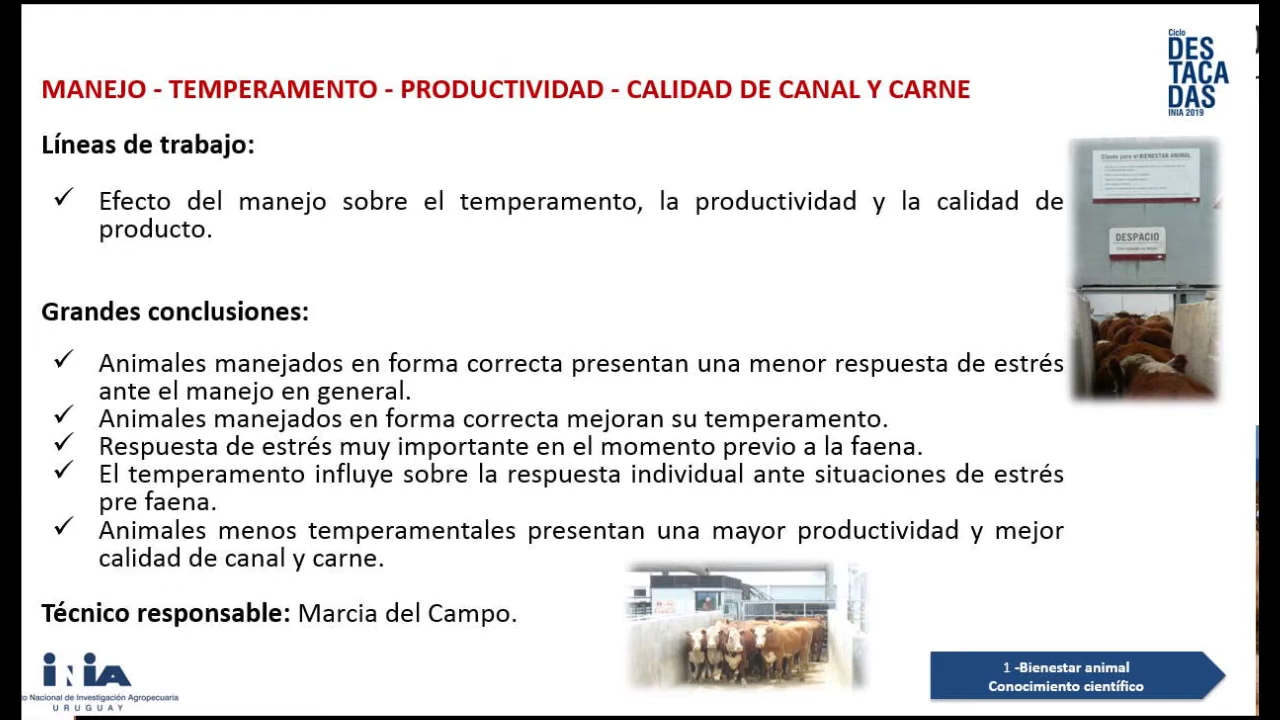 Ciclo
DES
TACA
DAS
INIA 2019
MANEJO - TEMPERAMENTO - PRODUCTIVIDAD - CALIDAD DE CANAL Y CARNE
Líneas de trabajo:
✓ Efecto del manejo sobre el temperamento, la productividad y la calidad de
producto.
Claves para el BIENESTAR ANIMAL
DESPACIO
Grandes conclusiones:
✓ Animales manejados en forma correcta presentan una menor respuesta de estrés
ante el manejo en general.
✓ Animales manejados en forma correcta mejoran su temperamento.
✓ Respuesta de estrés muy importante en el momento previo a la faena.
✓ El temperamento influye sobre la respuesta individual ante situaciones de estrés
pre faena.
✓ Animales menos temperamentales presentan una mayor productividad y mejor
calidad de canal y carne.
Técnico responsable: Marcia del Campo.
INIA
to Nacional de Investigación Agropecuaria
URUGUAY
1 -Bienestar animal
Conocimiento científico